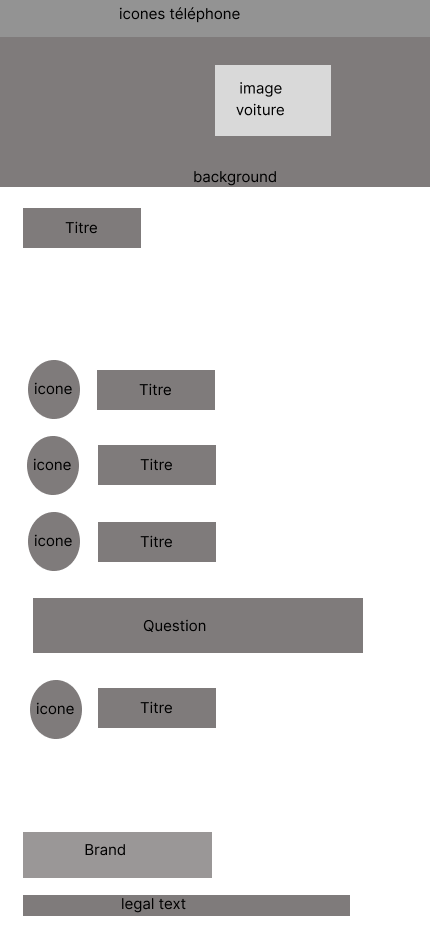 icones téléphone
image
voiture
background
Titre
icone
Titre
icone
Titre
icone
Titre
Question
icone
Titre
Brand
legal text